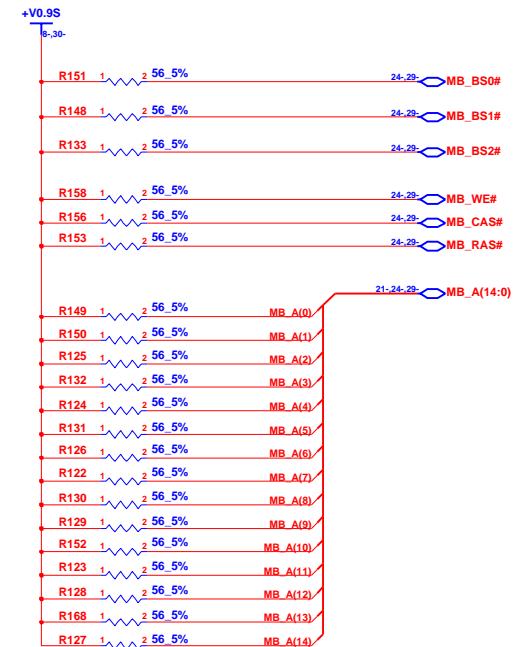 +V0.9S
8-,30-
R151 1 2 56_5% 24-,29- MB_BS0#
R148 1 2 56_5% 24-,29- MB_BS1#
R133 1 2 56_5% 24-,29- MB_BS2#
R158 1 2 56_5% 24-,29- MB_WE#
R156 1 2 56_5% 24-,29- MB_CAS#
R153 1 2 56_5% 24-,29- MB_RAS#
21-,24-,29- MB_A(14:0)
R149 1 2 56_5% MB_A(0)
R150 1 2 56_5% MB_A(1)
R125 1 2 56_5% MB_A(2)
R132 1 2 56_5% MB_A(3)
R124 1 2 56_5% MB_A(4)
R131 1 2 56_5% MB_A(5)
R126 1 2 56_5% MB_A(6)
R122 1 2 56_5% MB_A(7)
R130 1 2 56_5% MB_A(8)
R129 1 2 56_5% MB_A(9)
R152 1 2 56_5% MB_A(10)
R123 1 2 56_5% MB_A(11)
R128 1 2 56_5% MB_A(12)
R168 1 2 56_5% MB_A(13)
R127 1 2 56_5% MB_A(14)